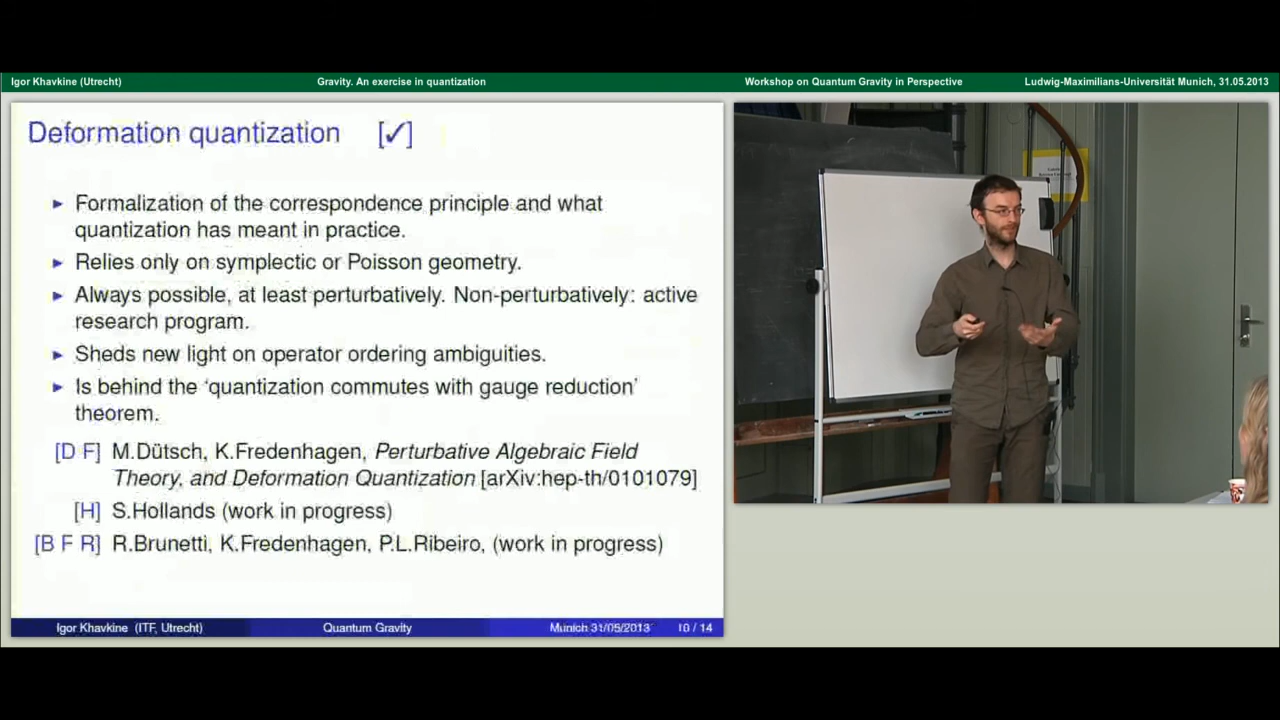 Igor Khavkine (Utrecht) Gravity. An exercise in quantization Workshop on Quantum Gravity in Perspective Ludwig-Maximilians-Universität Munich, 31.05.2013
Deformation quantization [✓]
► Formalization of the correspondence principle and what
quantization has meant in practice.
► Relies only on symplectic or Poisson geometry.
► Always possible, at least perturbatively. Non-perturbatively: active
research program.
► Sheds new light on operator ordering ambiguities.
► Is behind the ‘quantization commutes with gauge reduction’
theorem.
[D F] M.Dütsch, K.Fredenhagen, Perturbative Algebraic Field
Theory, and Deformation Quantization [arXiv:hep-th/0101079]
[H] S.Hollands (work in progress)
[B F R] R.Brunetti, K.Fredenhagen, P.L.Ribeiro, (work in progress)
Igor Khavkine (ITF, Utrecht) Quantum Gravity Munich 31/05/2013 10 / 14